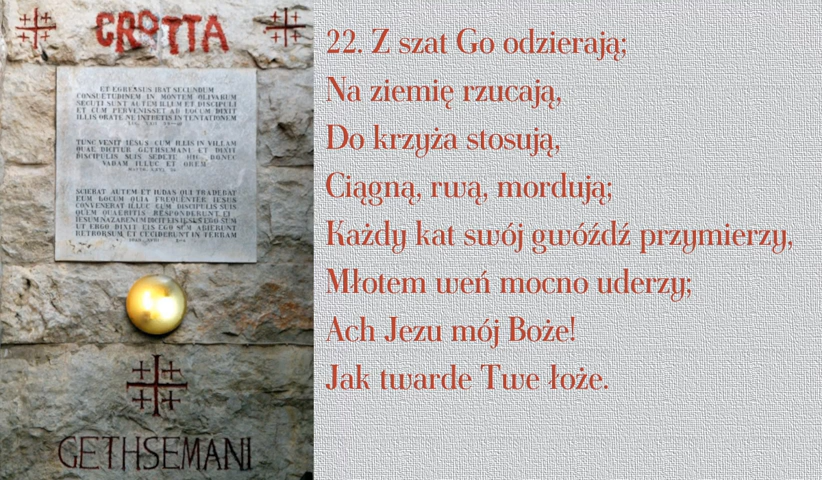 CROTTA
ET EGRESSUS IBAT SECUNDUM
CONSUETUDINEM IN MONTEM OLIVARUM
SECUTI SUNT AUTEM ILLUM ET DISCIPULI
ET CUM PERVENISSET AD LOCUM DIXIT
ILLIS ORATE NE INTRETIS IN TENTATIONEM
TUNC VENIT JESUS CUM ILLIS IN VILLAM
QUAE DICITUR GETHSEMANI ET DIXIT
DISCIPULIS SUIS SEDETE HIC DONEC
VADAM ILLUC ET OREM
SCIEBAT AUTEM ET IUDAS QUI TRADEBAT
EUM LOCUM QUIA FREQUENTER IESUS
CONVENERAT ILLUC CUM DISCIPULIS SUIS
QUEM QUAERITIS RESPONDERUNT EI
IESUM NAZARENUM DICIT EIS IESUS EGO SUM
UT ERGO DIXIT EIS EGO SUM ABIERUNT
RETRORSUM ET CECIDERUNT IN TERRAM
GETHSEMANI
22. Z szat Go odzierają;
Na ziemię rzucają,
Do krzyża stosują,
Ciągną, rwą, mordują;
Każdy kat swój gwóźdź przymierzy,
Młotem weń mocno uderzy;
Ach Jezu mój Boże!
Jak twarde Twe łoże.